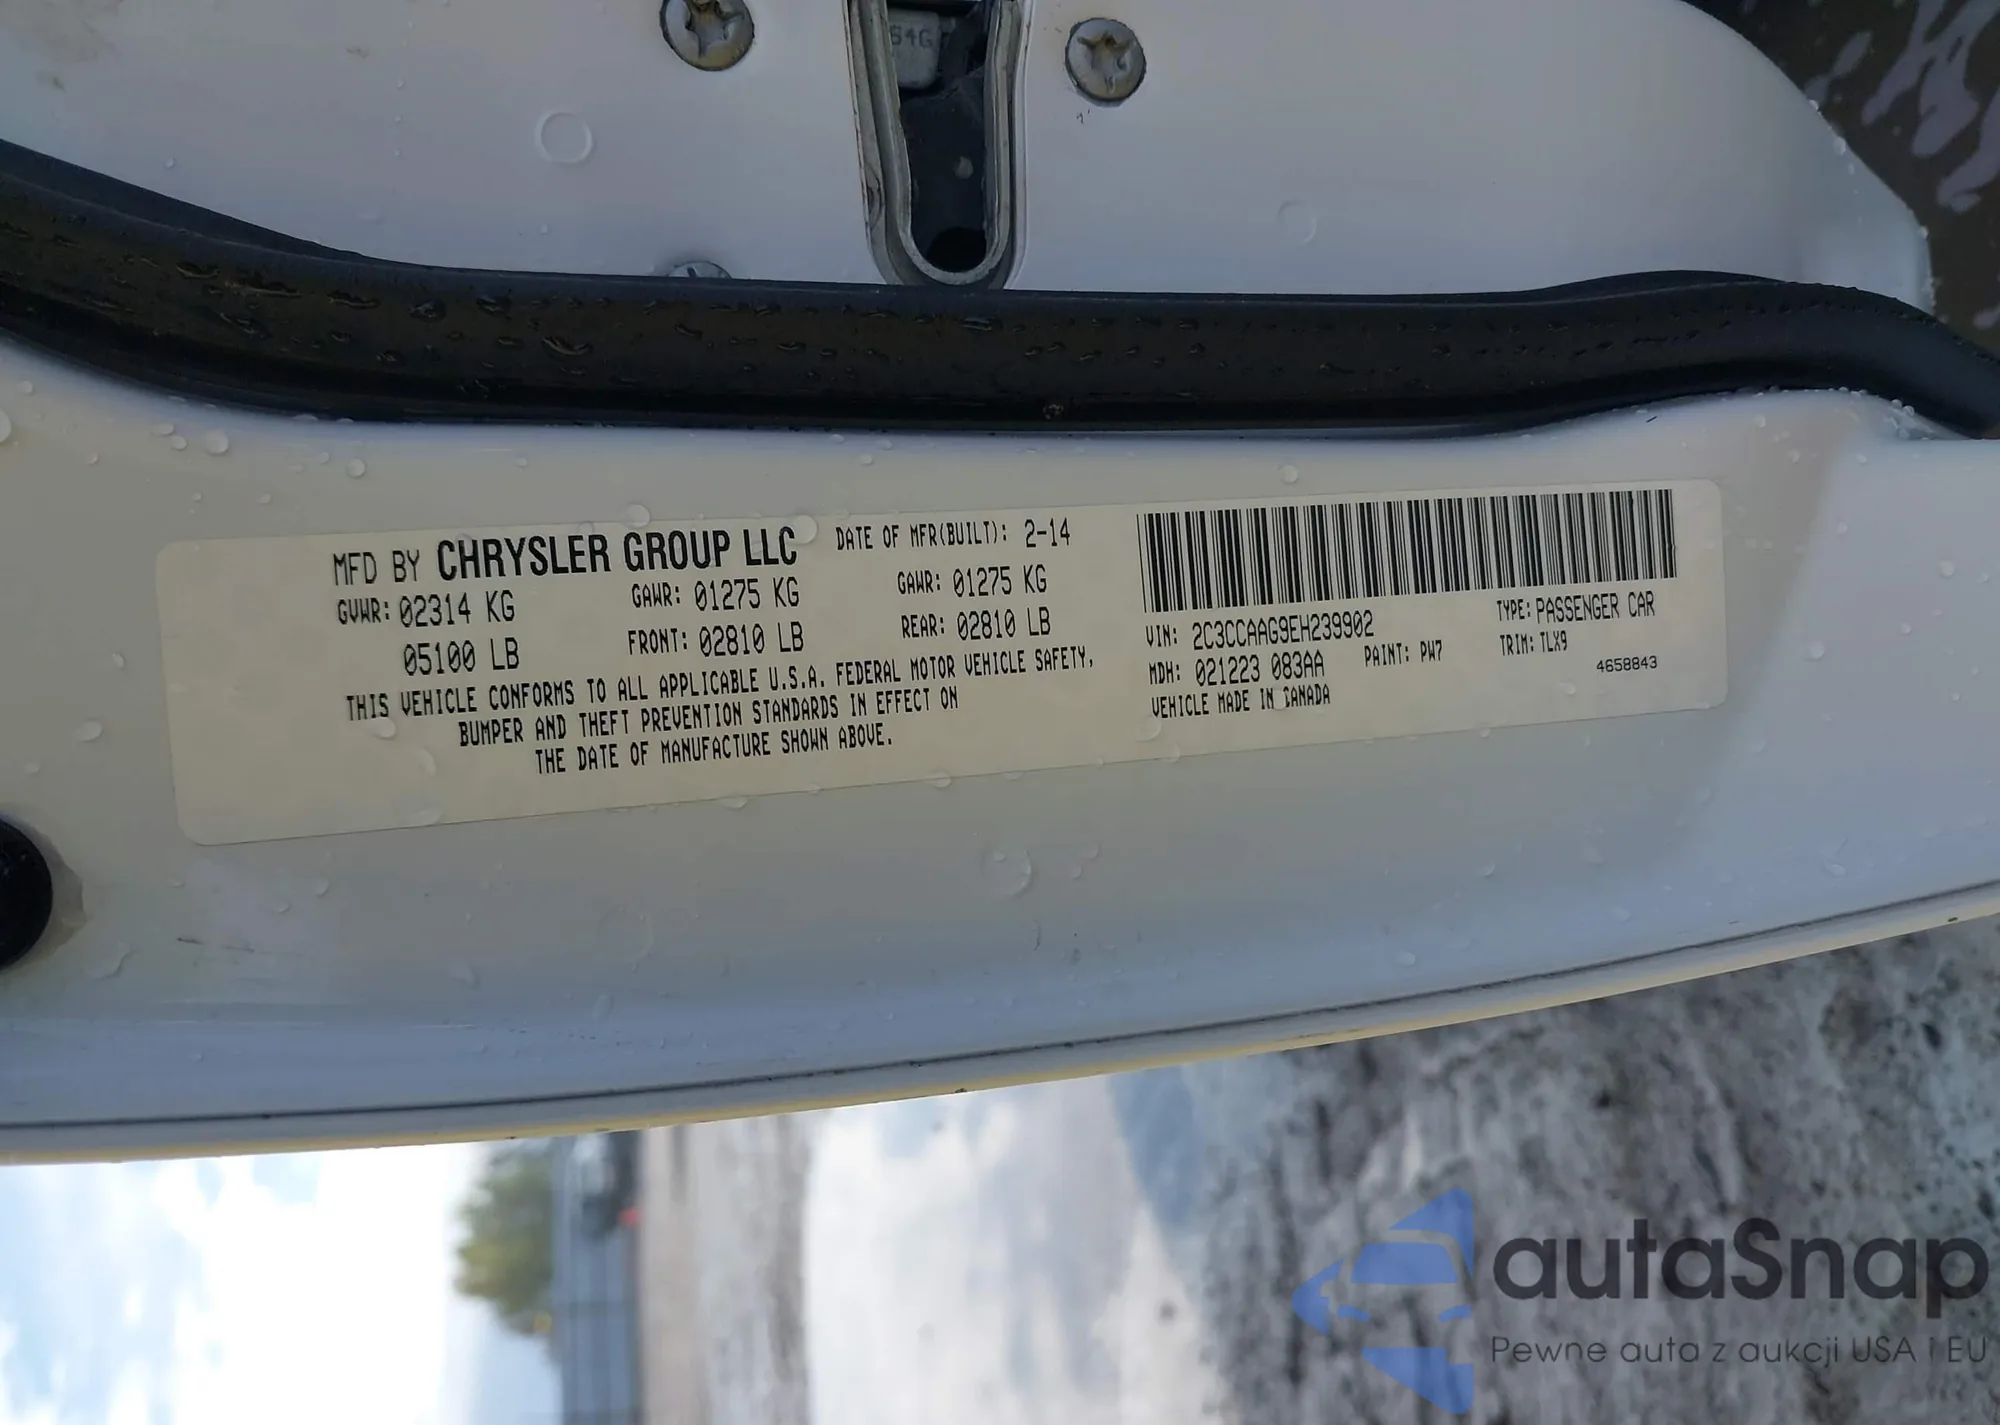 S4G
MFD BY CHRYSLER GROUP LLC DATE OF MFR(BUILT): 2-14
GVWR: 02314 KG GAWR: 01275 KG GAWR: 01275 KG
05100 LB FRONT: 02810 LB REAR: 02810 LB
THIS VEHICLE CONFORMS TO ALL APPLICABLE U.S.A. FEDERAL MOTOR VEHICLE SAFETY,
BUMPER AND THEFT PREVENTION STANDARDS IN EFFECT ON
THE DATE OF MANUFACTURE SHOWN ABOVE.
VIN: 2C3CCAAG9EH239902 TYPE: PASSENGER CAR
MDH: 021223 083AA PAINT: PW7 TRIM: TLX9
VEHICLE MADE IN CANADA 4658843
autaSnap
Pewne auta z aukcji USA i EU